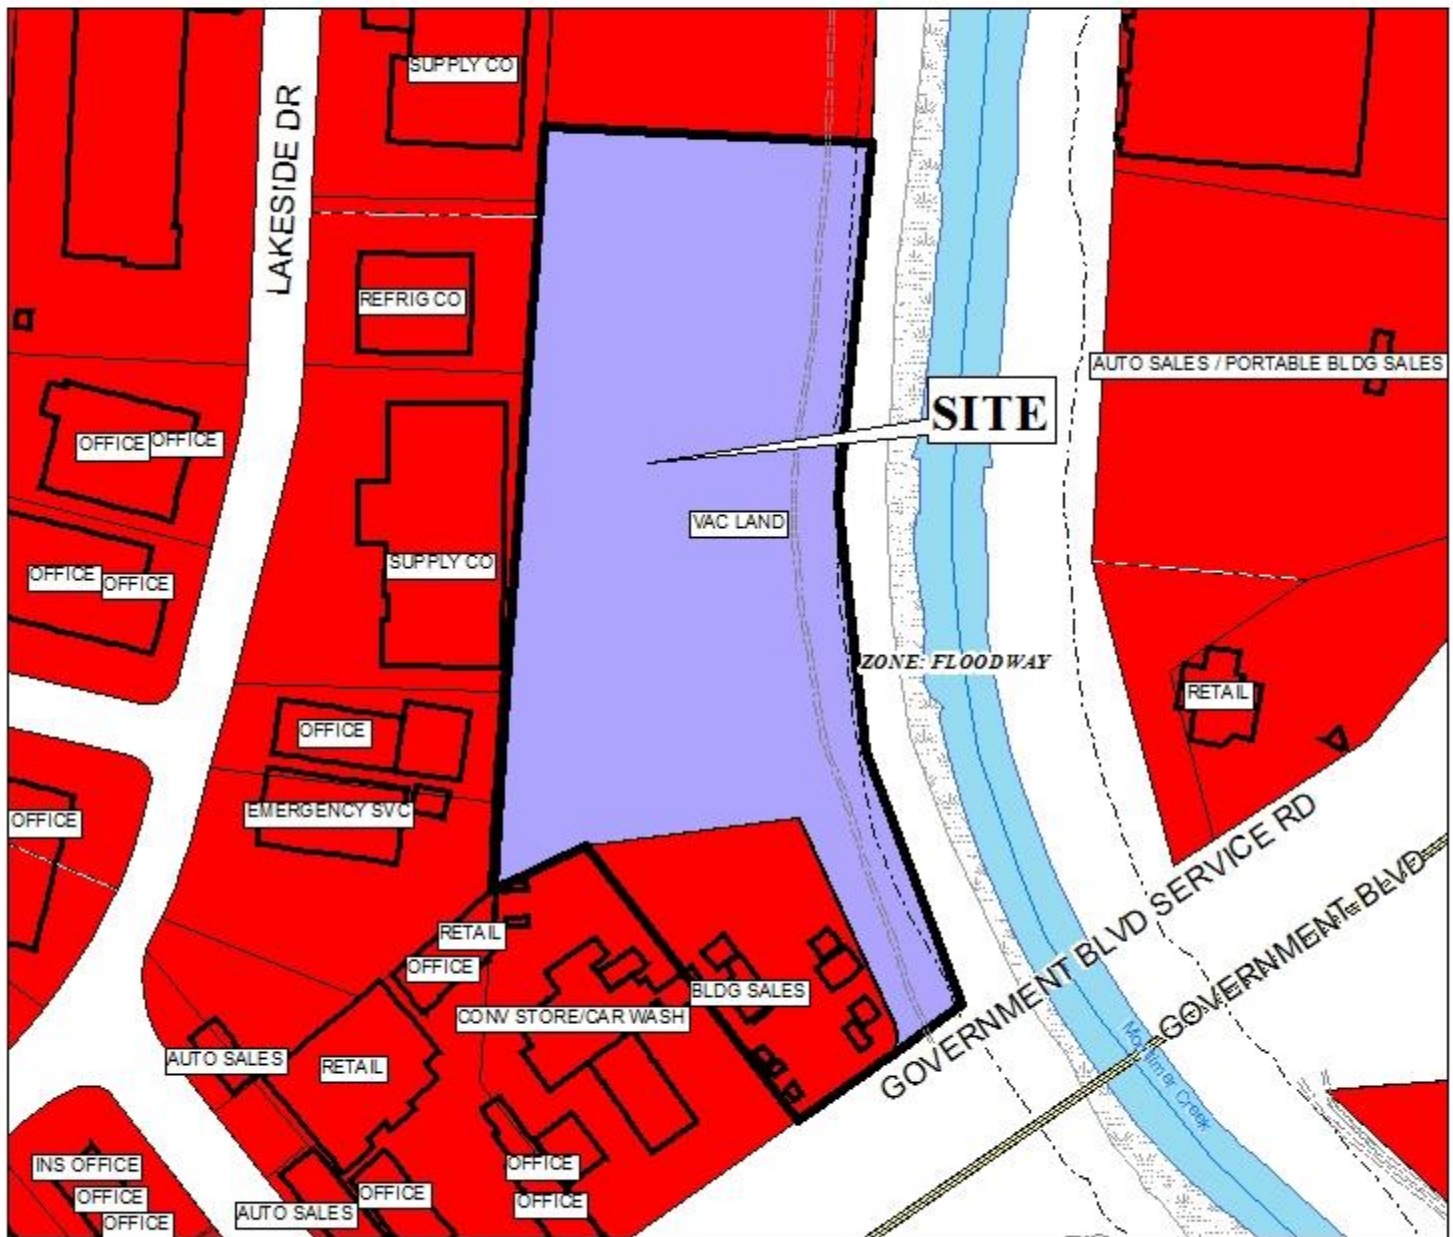 SUPPLY CO
LAKESIDE DR
REFRIG CO
AUTO SALES / PORTABLE BLDG SALES
SITE
OFFICE
OFFICE
VAC LAND
SUPPLY CO
OFFICE
OFFICE
ZONE: FLOODWAY
RETAIL
OFFICE
EMERGENCY SVC
OFFICE
GOVERNMENT BLVD SERVICE RD
GOVERNMENT BLVD
RETAIL
OFFICE
BLDG SALES
CONV STORE/CAR WASH
AUTO SALES
RETAIL
INS OFFICE
OFFICE
OFFICE
OFFICE
AUTO SALES
OFFICE
OFFICE